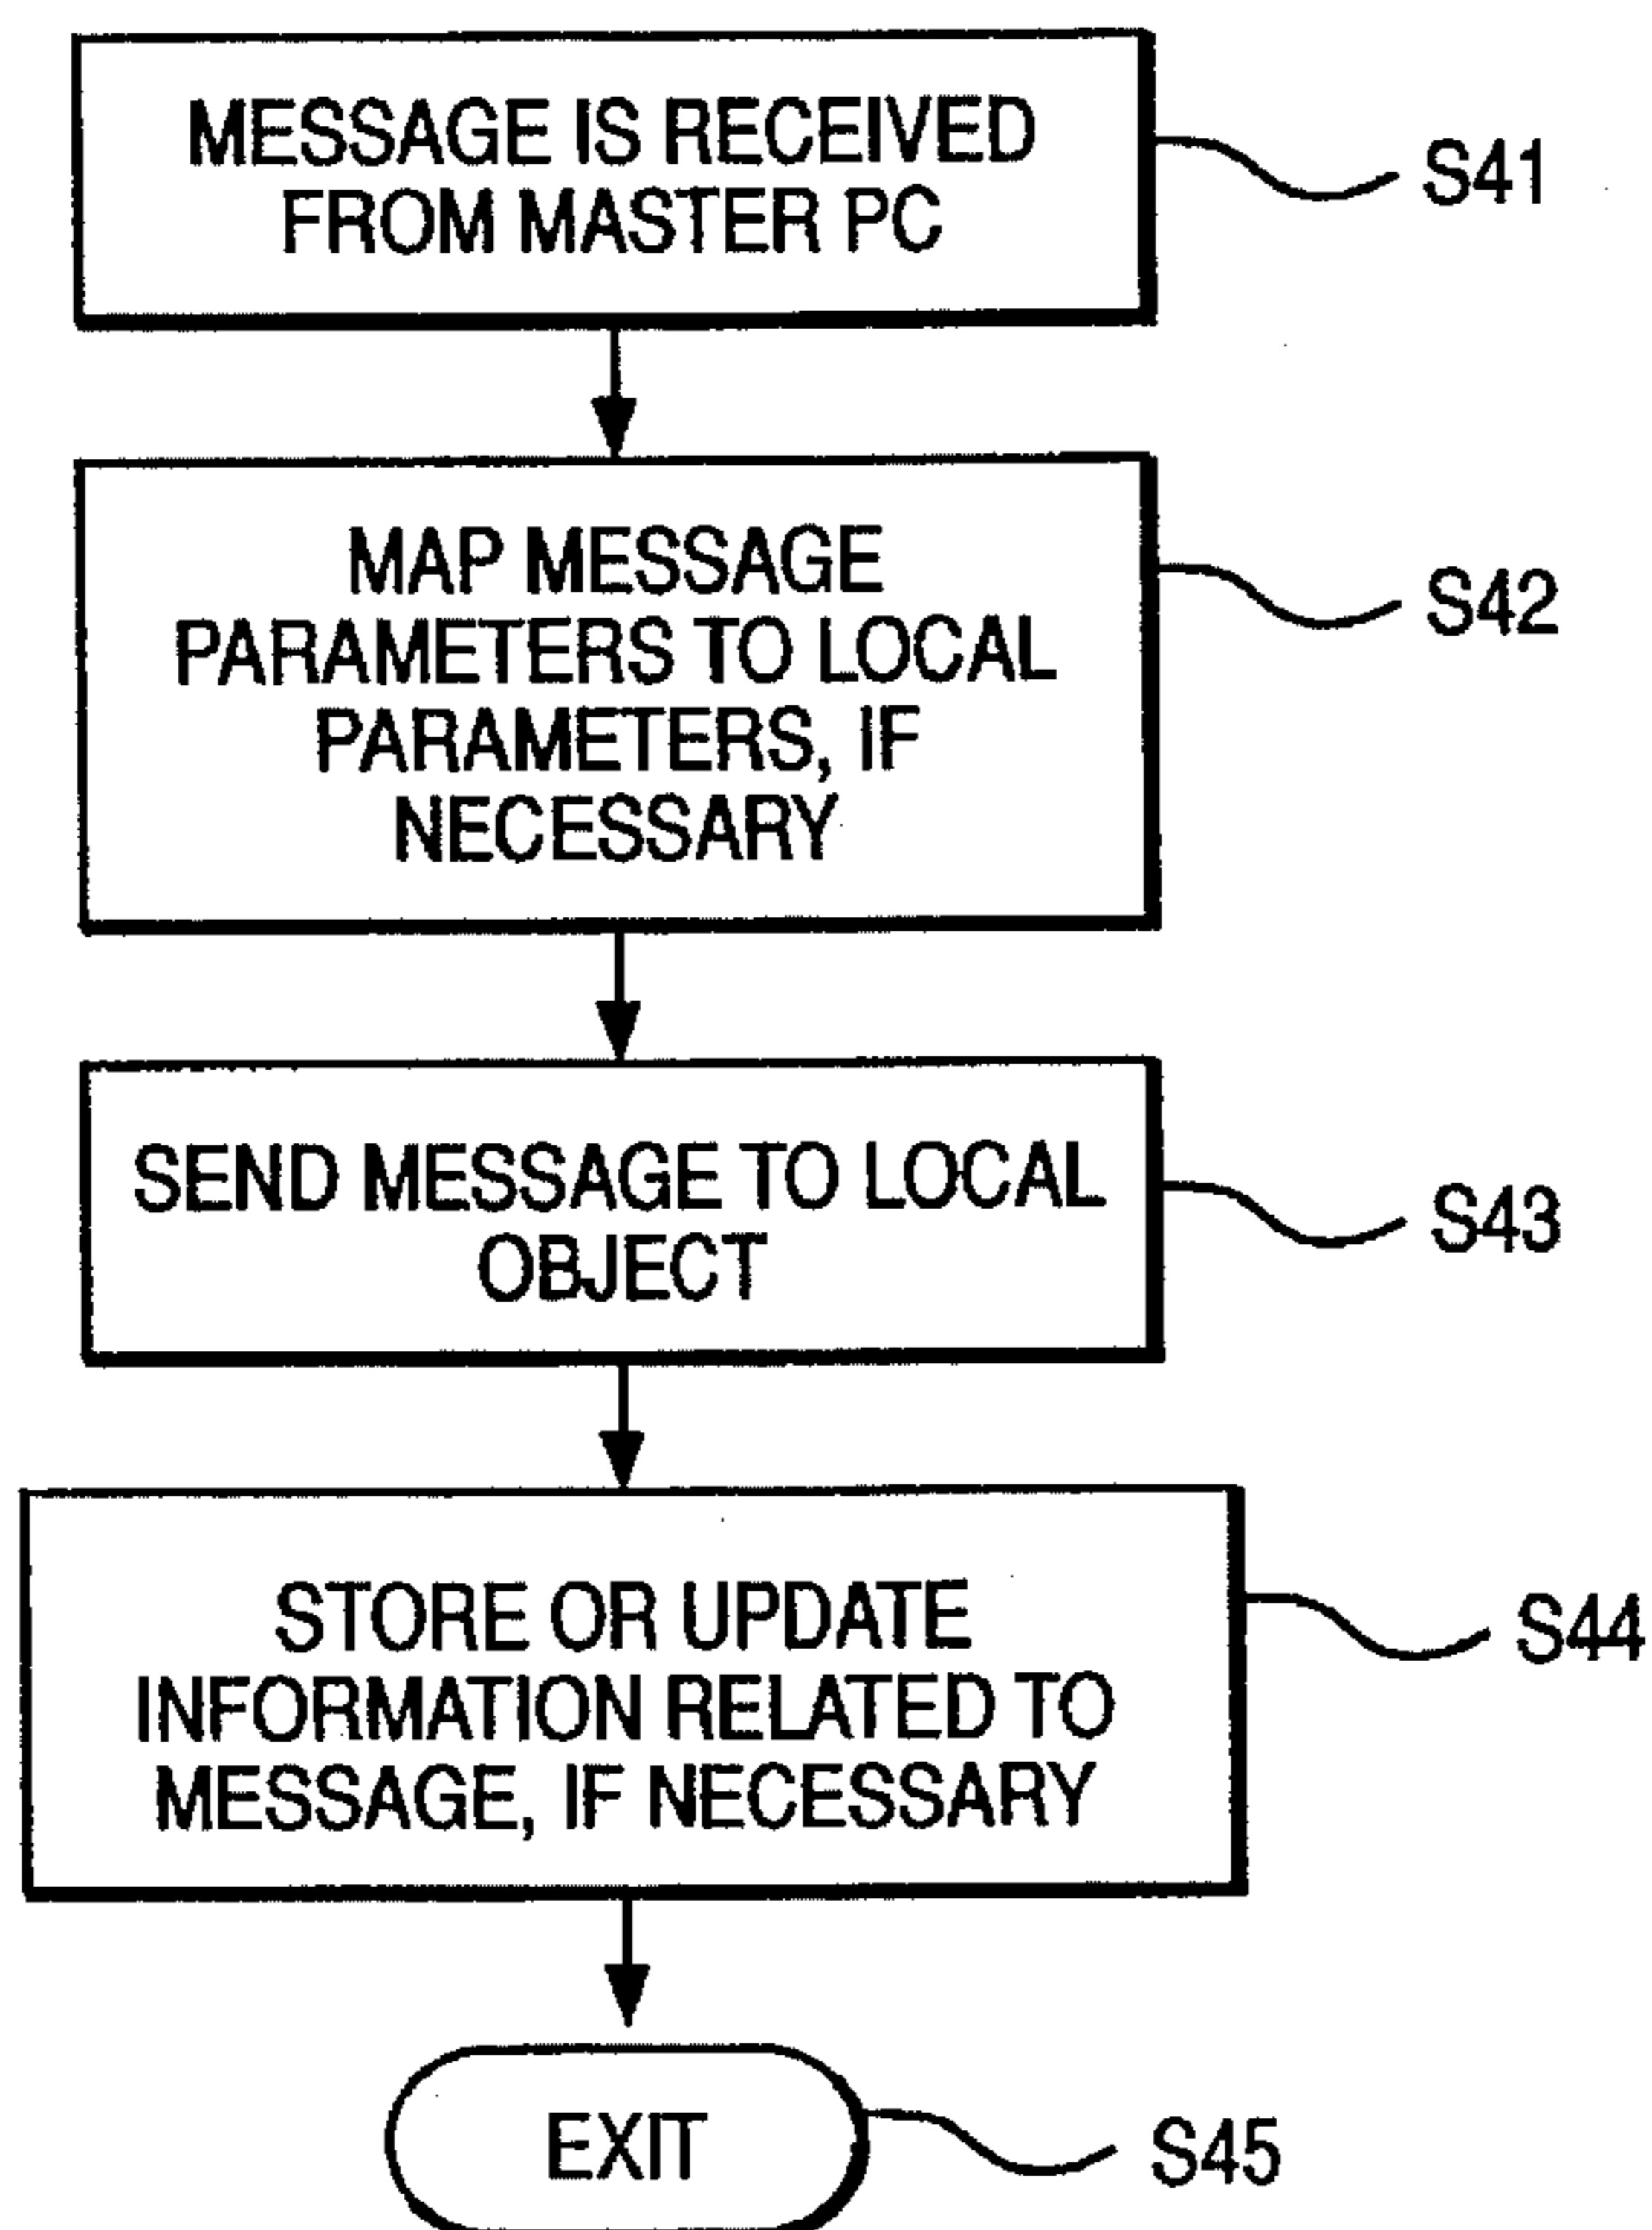 MESSAGE IS RECEIVED
FROM MASTER PC
S41
MAP MESSAGE
PARAMETERS TO LOCAL
PARAMETERS, IF
NECESSARY
S42
SEND MESSAGE TO LOCAL
OBJECT
S43
STORE OR UPDATE
INFORMATION RELATED TO
MESSAGE, IF NECESSARY
S44
EXIT
S45